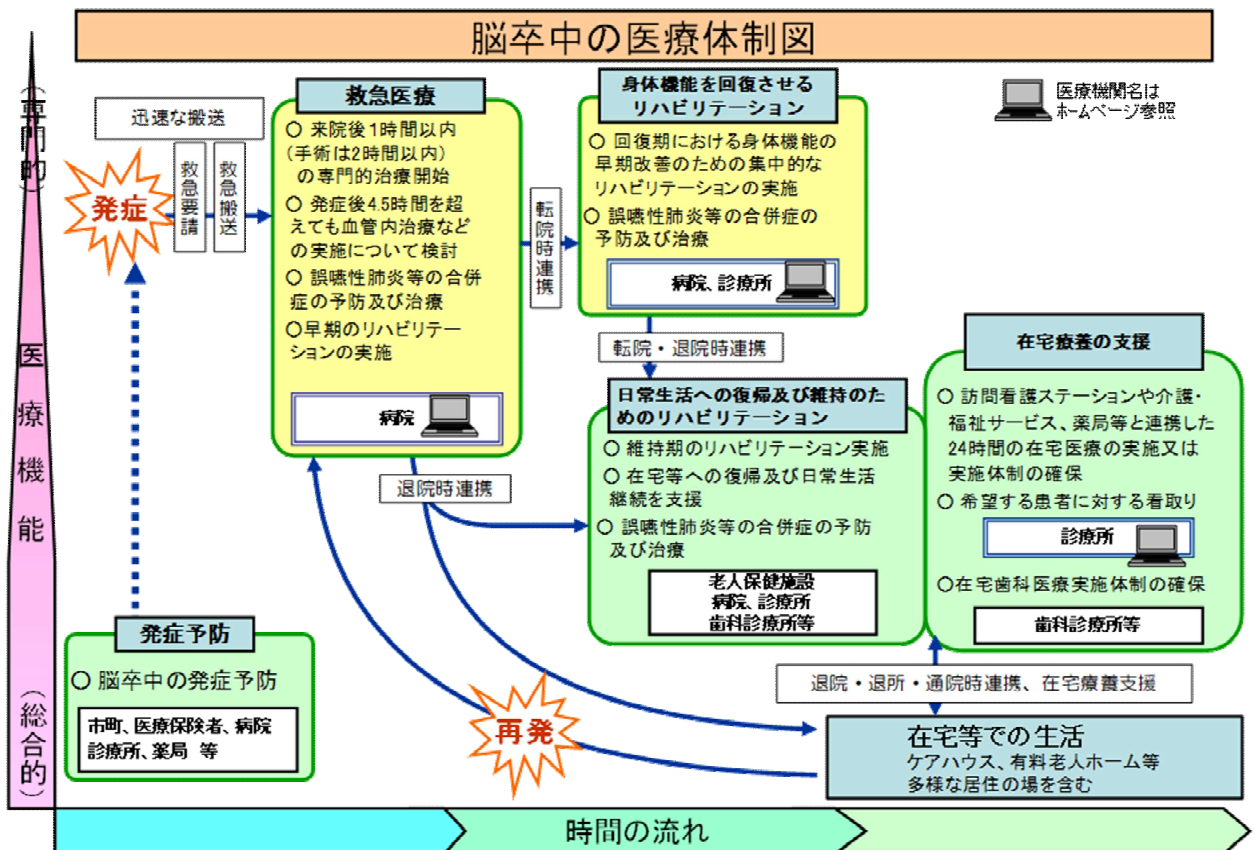 脳卒中の医療体制図
(専門的)
医療機能
(総合的)
医療機関名は
ホームページ参照
迅速な搬送
発症
救急要請
救急搬送
救急医療
○ 来院後1時間以内
(手術は2時間以内)
の専門的治療開始
○ 発症後4.5時間を超
えても血管内治療など
の実施について検討
○ 誤嚥性肺炎等の合併
症の予防及び治療
○早期のリハビリテー
ションの実施
病院
転院時連携
身体機能を回復させる
リハビリテーション
○ 回復期における身体機能の
早期改善のための集中的な
リハビリテーションの実施
○ 誤嚥性肺炎等の合併症の
予防及び治療
病院、診療所
転院・退院時連携
退院時連携
日常生活への復帰及び維持のた
めのリハビリテーション
○ 維持期のリハビリテーション実施
○ 在宅等への復帰及び日常生活
継続を支援
○ 誤嚥性肺炎等の合併症の予防
及び治療
老人保健施設
病院、診療所
歯科診療所等
在宅療養の支援
○ 訪問看護ステーションや介護・
福祉サービス、薬局等と連携した
24時間の在宅医療の実施又は
実施体制の確保
○ 希望する患者に対する看取り
診療所
○在宅歯科医療実施体制の確保
歯科診療所等
発症予防
○ 脳卒中の発症予防
市町、医療保険者、病院
診療所、薬局 等
再発
退院・退所・通院時連携、在宅療養支援
在宅等での生活
ケアハウス、有料老人ホーム等
多様な居住の場を含む
時間の流れ